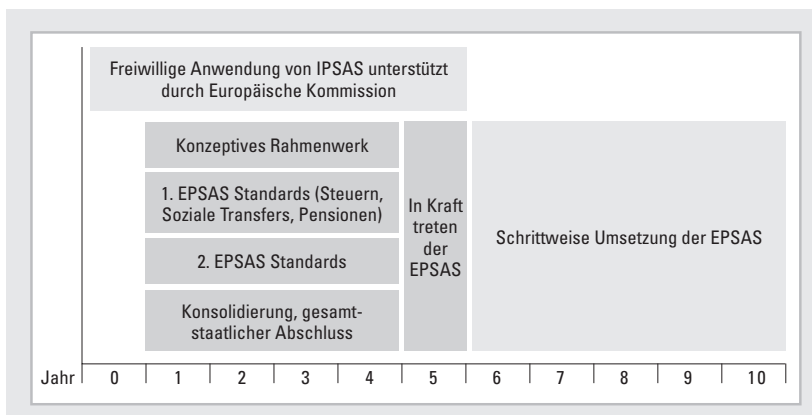 Freiwillige Anwendung von IPSAS unterstützt
durch Europäische Kommission
Konzeptives Rahmenwerk
1. EPSAS Standards (Steuern,
Soziale Transfers, Pensionen)
2. EPSAS Standards
Konsolidierung, gesamt-
staatlicher Abschluss
In Kraft
treten
der
EPSAS
Schrittweise Umsetzung der EPSAS
Jahr 0 1 2 3 4 5 6 7 8 9 10